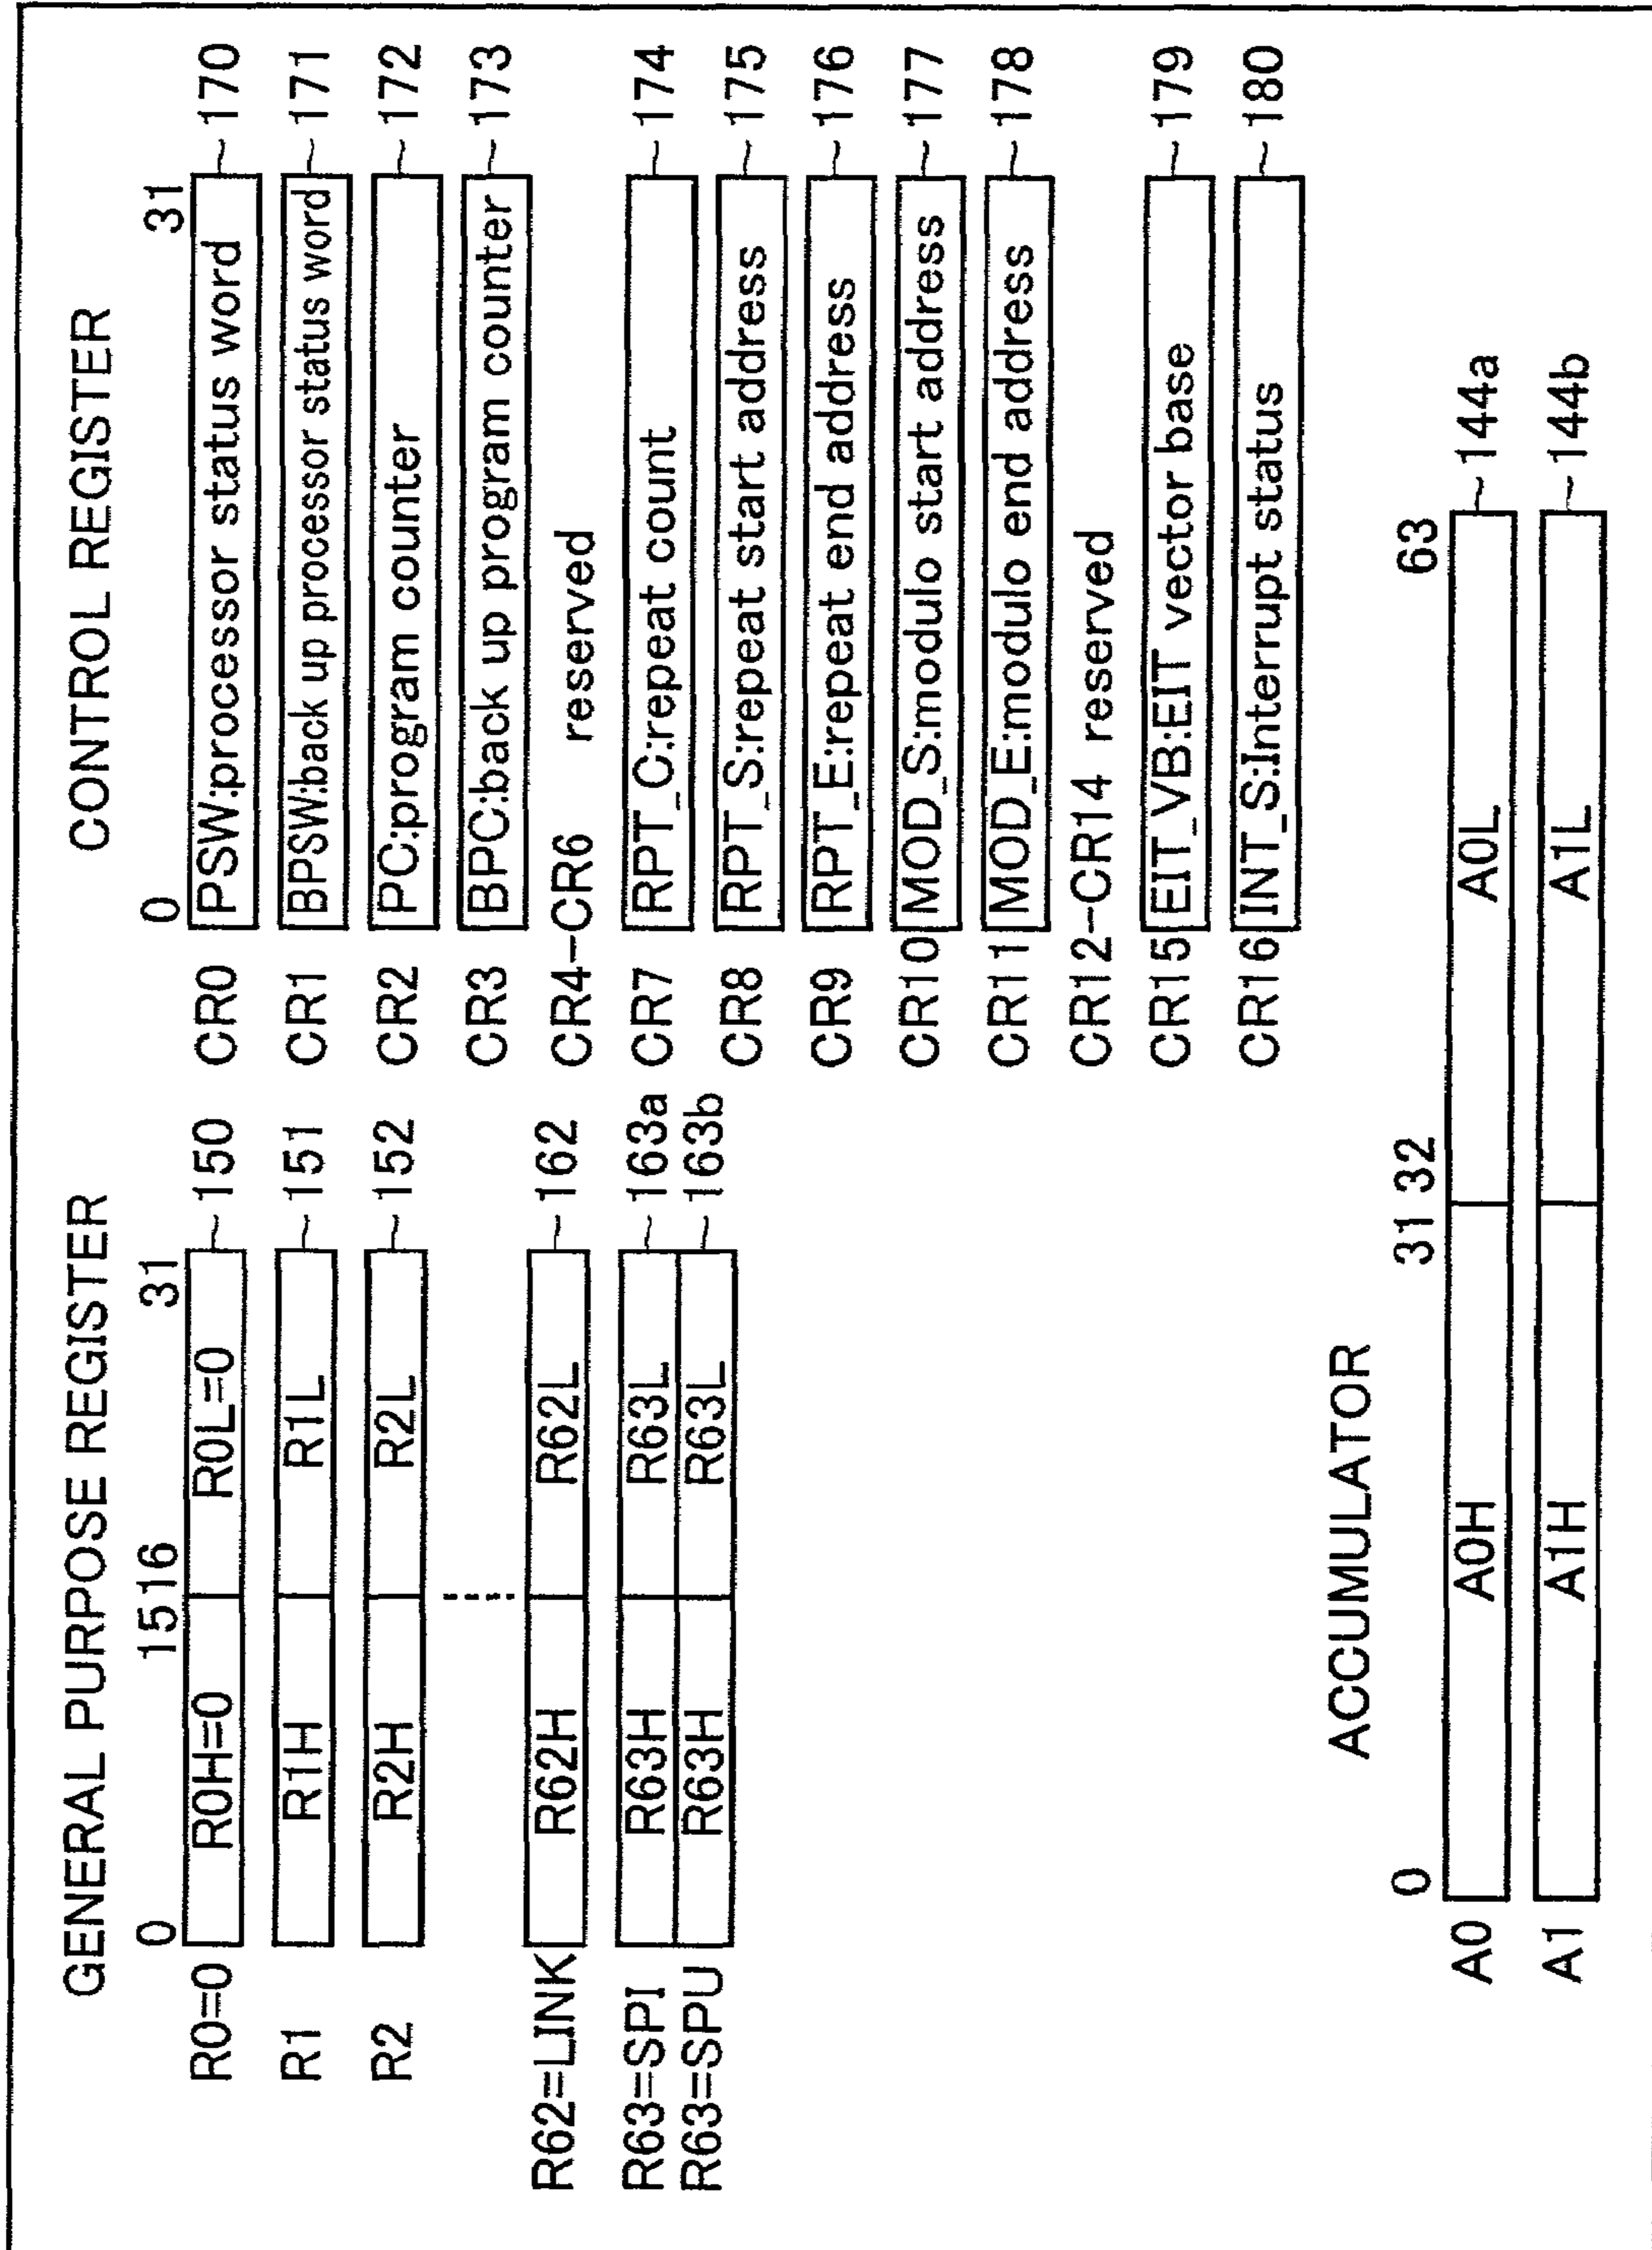 GENERAL PURPOSE REGISTER
0 15 16 31
R0=0 R0H=0 R0L=0 ~150
R1 R1H R1L ~151
R2 R2H R2L ~152
R62=LINK R62H R62L ~162
R63=SPI R63H R63L ~163a
R63=SPU R63H R63L ~163b
CONTROL REGISTER
0 31
CR0 PSW:processor status word ~170
CR1 BPSW:back up processor status word ~171
CR2 PC:program counter ~172
CR3 BPC:back up program counter ~173
CR4-CR6 reserved
CR7 RPT_C:repeat count ~174
CR8 RPT_S:repeat start address ~175
CR9 RPT_E:repeat end address ~176
CR10 MOD_S:modulo start address ~177
CR11 MOD_E:modulo end address ~178
CR12-CR14 reserved
CR15 EIT_VB:EIT vector base ~179
CR16 INT_S:Interrupt status ~180
ACCUMULATOR
0 31 32 63
A0 A0H A0L ~144a
A1 A1H A1L ~144b